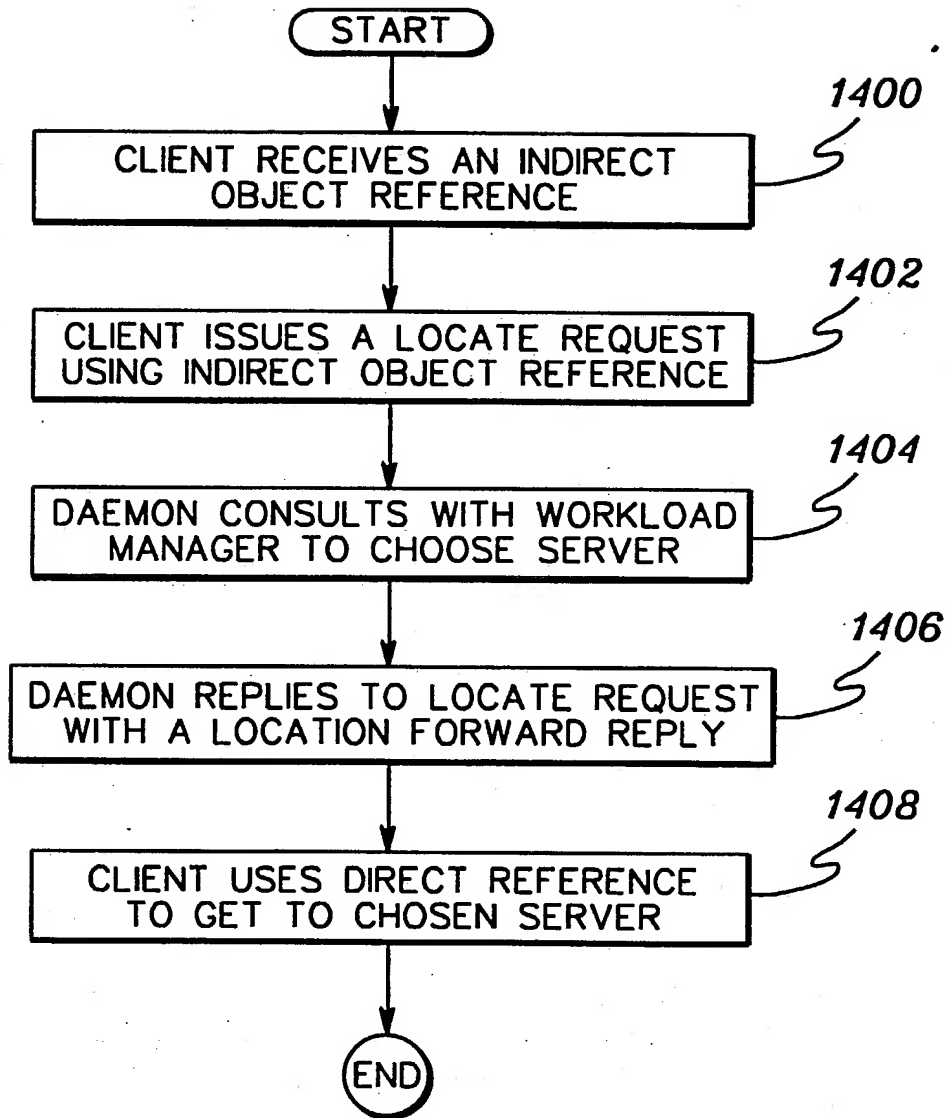 START
1400
CLIENT RECEIVES AN INDIRECT
OBJECT REFERENCE
1402
CLIENT ISSUES A LOCATE REQUEST
USING INDIRECT OBJECT REFERENCE
1404
DAEMON CONSULTS WITH WORKLOAD
MANAGER TO CHOOSE SERVER
1406
DAEMON REPLIES TO LOCATE REQUEST
WITH A LOCATION FORWARD REPLY
1408
CLIENT USES DIRECT REFERENCE
TO GET TO CHOSEN SERVER
END